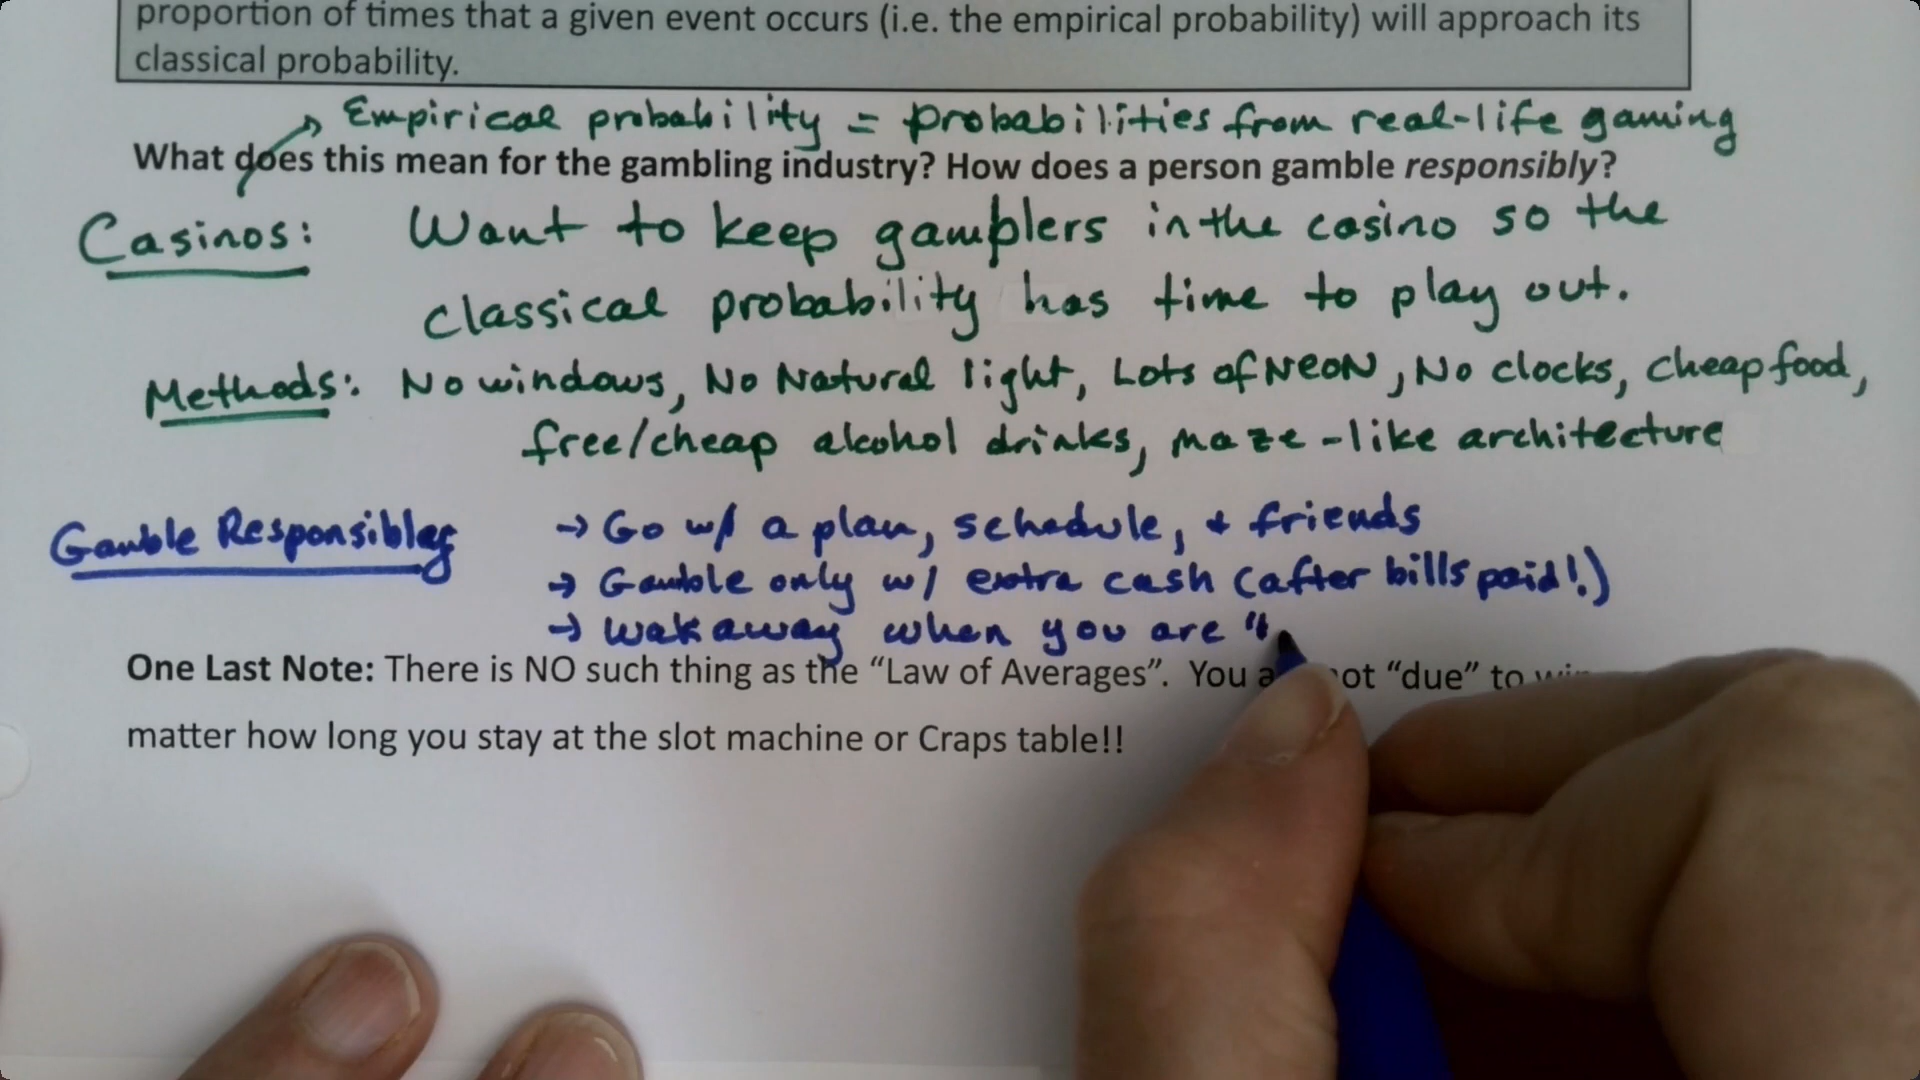 proportion of times that a given event occurs (i.e. the empirical probability) will approach its
classical probability.
Empirical probability = probabilities from real-life gaming
What does this mean for the gambling industry? How does a person gamble responsibly?
Casinos: Want to keep gamblers in the casino so the
classical probability has time to play out.
Methods: No windows, No Natural light, Lots of NEON, No clocks, cheap food,
free/cheap alcohol drinks, maze-like architecture
Gamble Responsibley → Go w/ a plan, schedule, + friends
→ Gamble only w/ extra cash (after bills paid!)
→ Walk away when you are "
One Last Note: There is NO such thing as the “Law of Averages”. You not “due” to
matter how long you stay at the slot machine or Craps table!!